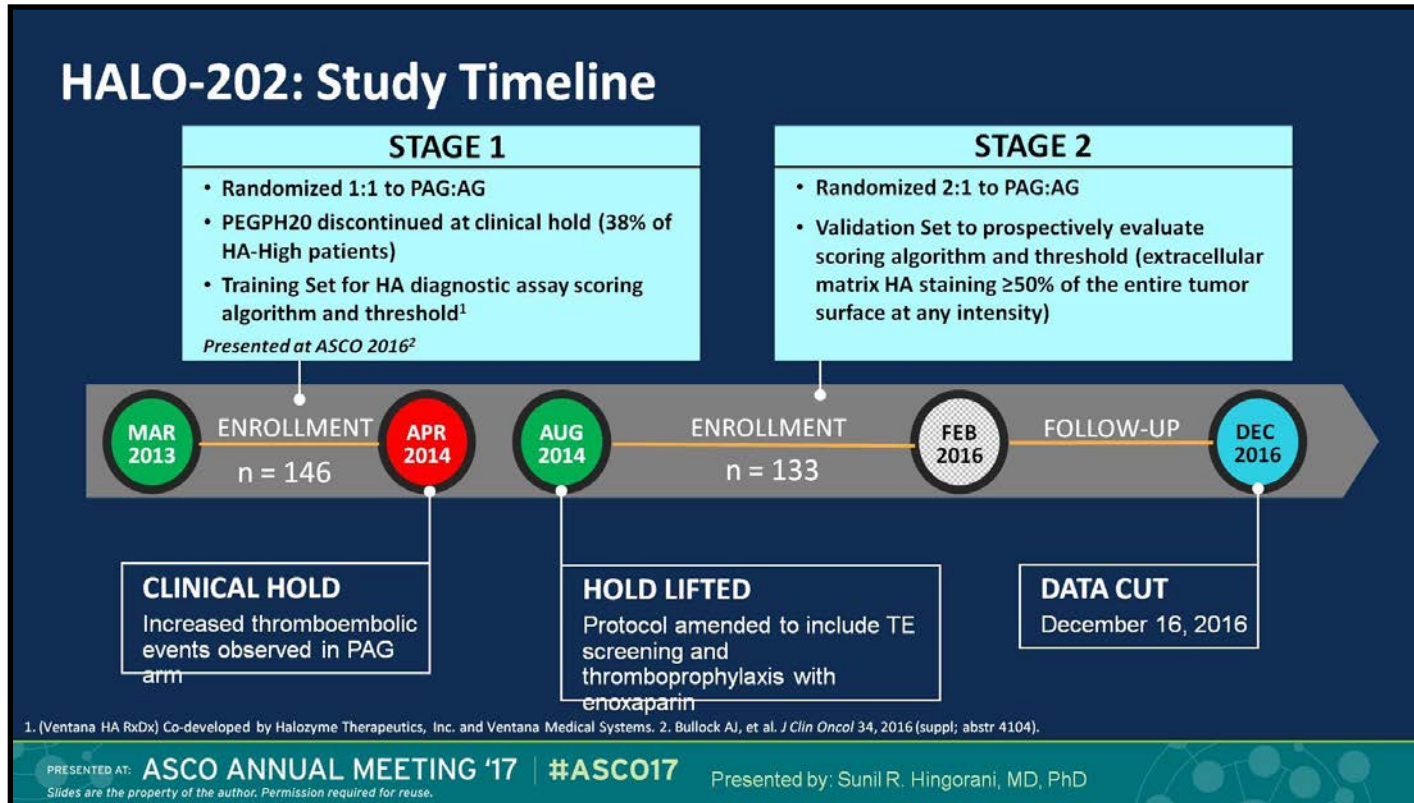 HALO-202: Study Timeline
STAGE 1
• Randomized 1:1 to PAG:AG
• PEGPH20 discontinued at clinical hold (38% of
HA-High patients)
• Training Set for HA diagnostic assay scoring
algorithm and threshold¹
Presented at ASCO 2016²
STAGE 2
• Randomized 2:1 to PAG:AG
• Validation Set to prospectively evaluate
scoring algorithm and threshold (extracellular
matrix HA staining ≥50% of the entire tumor
surface at any intensity)
MAR
2013
ENROLLMENT
n = 146
APR
2014
AUG
2014
ENROLLMENT
n = 133
FEB
2016
FOLLOW-UP
DEC
2016
CLINICAL HOLD
Increased thromboembolic
events observed in PAG
arm
HOLD LIFTED
Protocol amended to include TE
screening and
thromboprophylaxis with
enoxaparin
DATA CUT
December 16, 2016
1. (Ventana HA RxDx) Co-developed by Halozyme Therapeutics, Inc. and Ventana Medical Systems. 2. Bullock AJ, et al. J Clin Oncol 34, 2016 (suppl; abstr 4104).
PRESENTED AT: ASCO ANNUAL MEETING '17 | #ASCO17
Slides are the property of the author. Permission required for reuse.
Presented by: Sunil R. Hingorani, MD, PhD